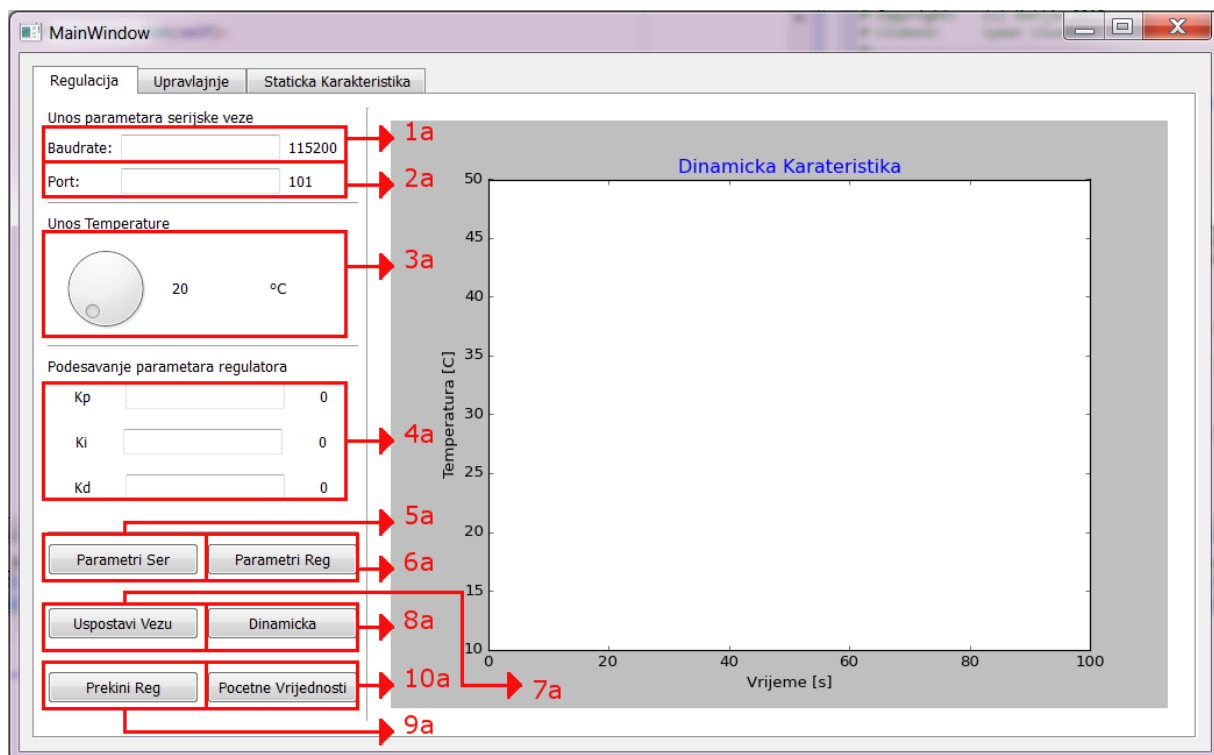 MainWindow
Regulacija
Upravlajnje
Staticka Karakteristika
Unos parametara serijske veze
Baudrate: 115200
1a
Port: 101
2a
Unos Temperature
20 °C
3a
Podesavanje parametara regulatora
Kp 0
Ki 0
4a
Kd 0
5a
Parametri Ser
Parametri Reg
6a
Uspostavi Vezu
Dinamicka
8a
Prekini Reg
Pocetne Vrijednosti
10a
7a
9a
Dinamicka Karateristika
50
45
40
35
30
25
20
15
10
Temperatura [C]
0 20 40 60 80 100
Vrijeme [s]